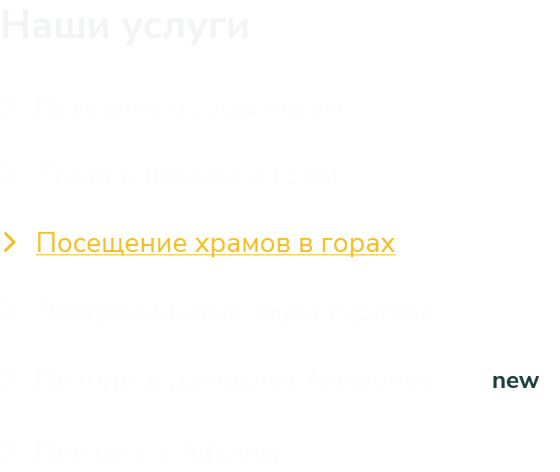 Наши услуги
Прогулки в горы летом
Зимние походы в горы
Посещение храмов в горах
Экстремальные виды туризма
Походы в джунглях Амазонии
new
Поездка в Африку